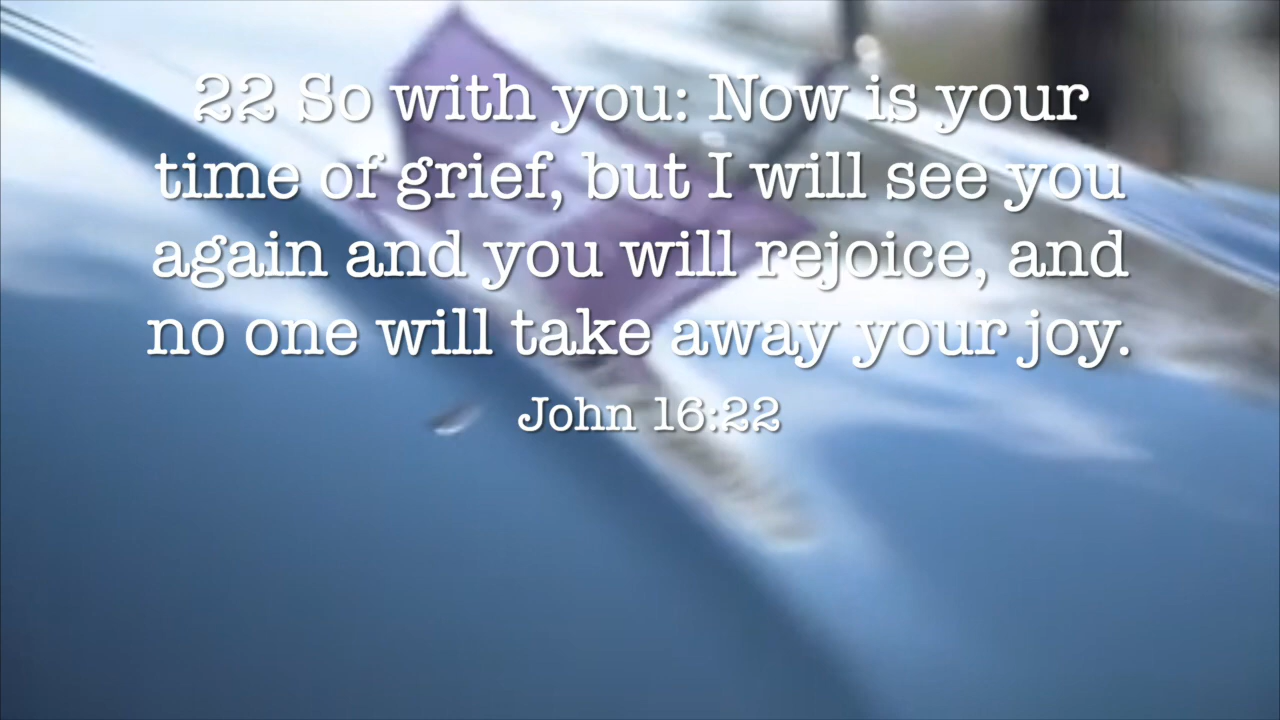 22 So with you: Now is your
time of grief, but I will see you
again and you will rejoice, and
no one will take away your joy.
John 16:22